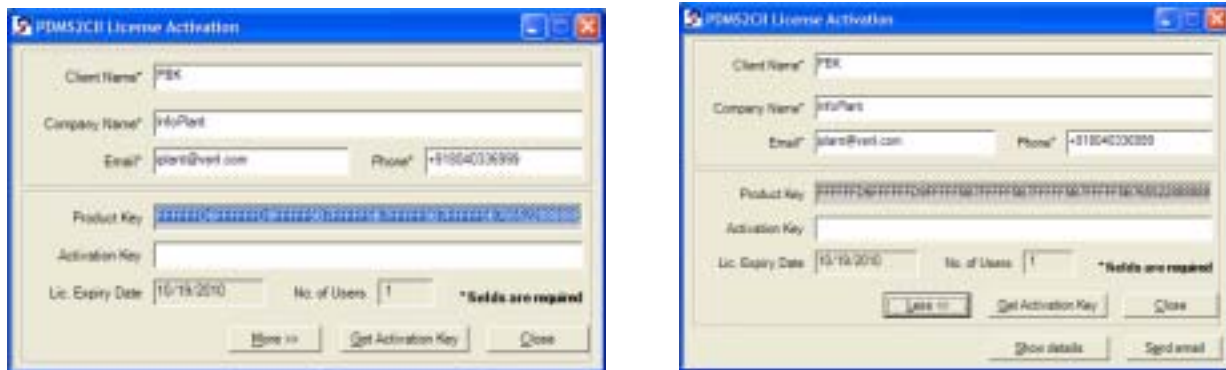 PDMS2CII License Activation
Client Name* PBK
Company Name* InfoPlant
Email* Phone*
Product Key
Activation Key
Lic. Expiry Date 10/19/2010 No. of Users 1 *fields are required
More >> Get Activation Key Close
PDMS2CII License Activation
Client Name* PBK
Company Name* InfoPlant
Email* Phone*
Product Key
Activation Key
Lic. Expiry Date 10/19/2010 No. of Users 1 *fields are required
Less << Get Activation Key Close
Show details Send email